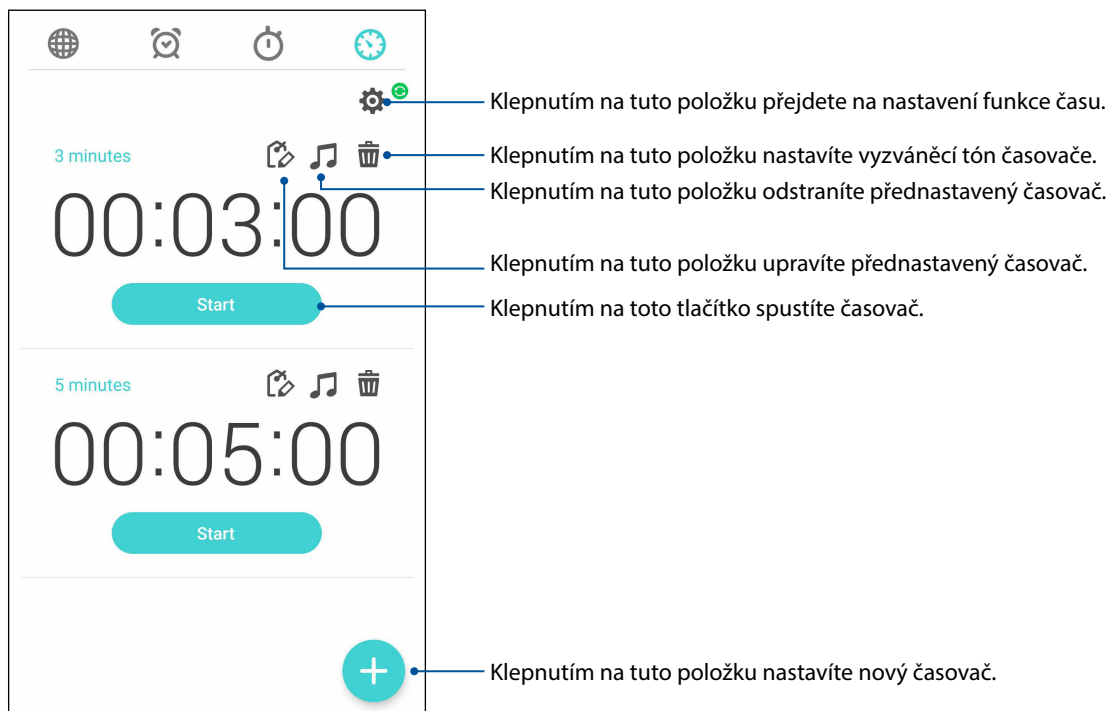 Klepnutím na tuto položku přejdete na nastavení funkce času.
3 minutes
Klepnutím na tuto položku nastavíte vyzváněcí tón časovače.
Klepnutím na tuto položku odstraníte přednastavený časovač.
00:03:00
Klepnutím na tuto položku upravíte přednastavený časovač.
Start
Klepnutím na toto tlačítko spustíte časovač.
5 minutes
00:05:00
Start
Klepnutím na tuto položku nastavíte nový časovač.